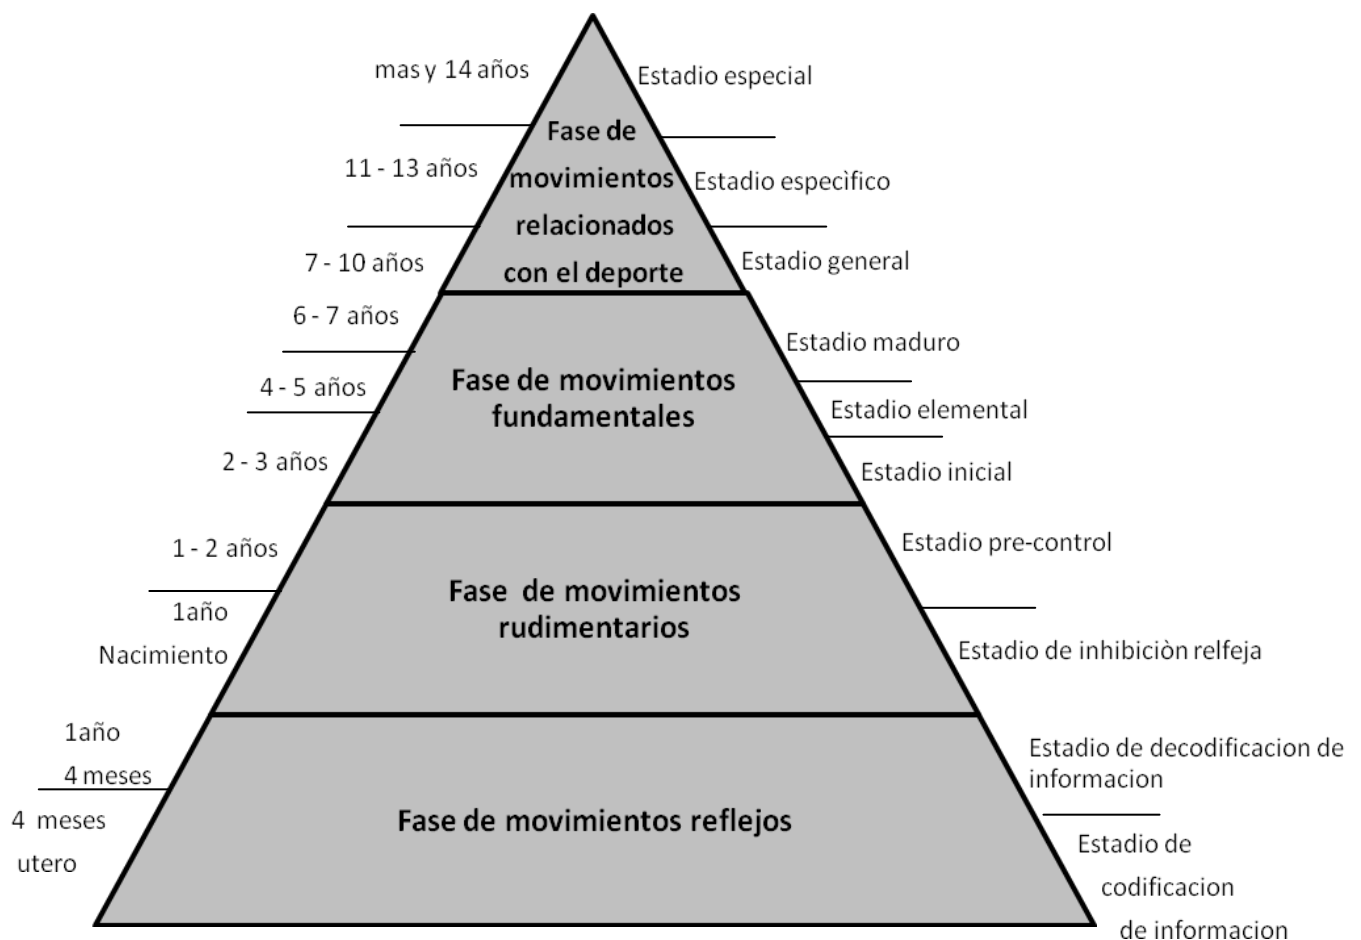 mas y 14 años
Estadio especial
Fase de
movimientos
relacionados
con el deporte
11 - 13 años
Estadio especìfico
7 - 10 años
Estadio general
6 - 7 años
Estadio maduro
Fase de movimientos
fundamentales
4 - 5 años
Estadio elemental
2 - 3 años
Estadio inicial
1 - 2 años
Estadio pre-control
Fase de movimientos
rudimentarios
1año
Nacimiento
Estadio de inhibiciòn relfeja
1año
4 meses
Estadio de decodificacion de
informacion
Fase de movimientos reflejos
4 meses
utero
Estadio de
codificacion
de informacion